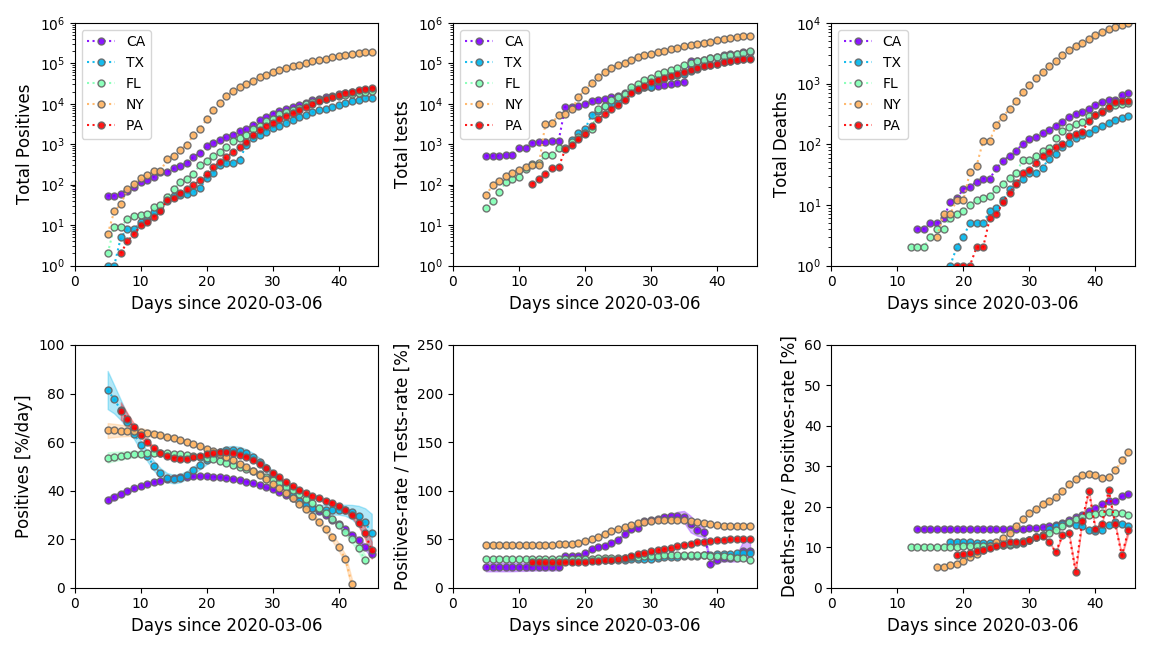 Total Positives
10⁶
10⁵
10⁴
10³
10²
10¹
10⁰
CA
TX
FL
NY
PA
0 10 20 30 40
Days since 2020-03-06
Total tests
10⁶
10⁵
10⁴
10³
10²
10¹
10⁰
CA
TX
FL
NY
PA
0 10 20 30 40
Days since 2020-03-06
Total Deaths
10⁴
10³
10²
10¹
10⁰
CA
TX
FL
NY
PA
0 10 20 30 40
Days since 2020-03-06
Positives [%/day]
100
80
60
40
20
0
0 10 20 30 40
Days since 2020-03-06
Positives-rate / Tests-rate [%]
250
200
150
100
50
0
0 10 20 30 40
Days since 2020-03-06
Deaths-rate / Positives-rate [%]
60
50
40
30
20
10
0
0 10 20 30 40
Days since 2020-03-06